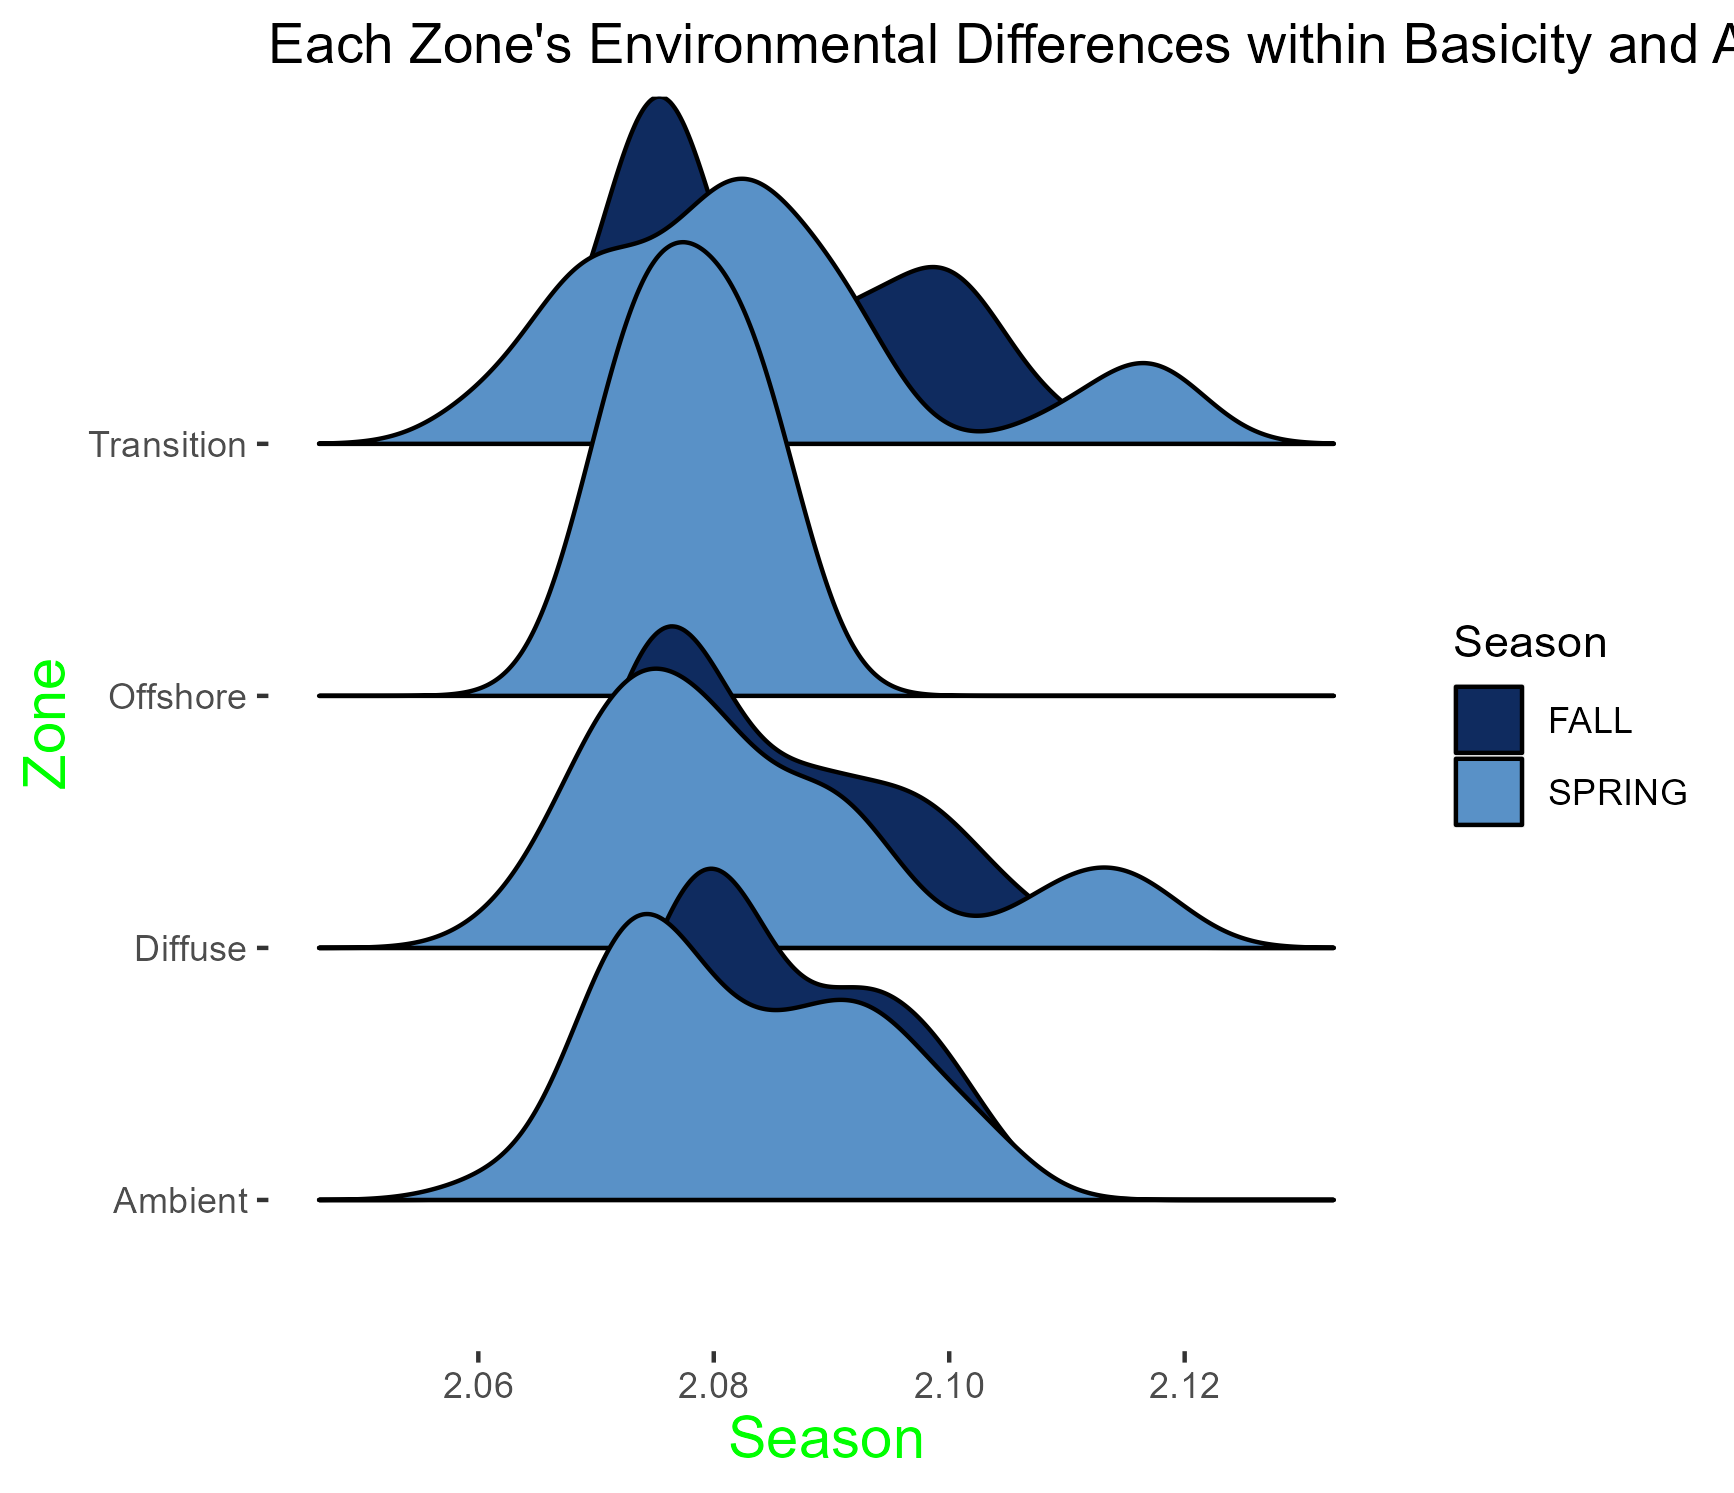 Each Zone's Environmental Differences within Basicity and
Transition
Offshore
Diffuse
Ambient
Zone
2.06 2.08 2.10 2.12
Season
Season
FALL
SPRING